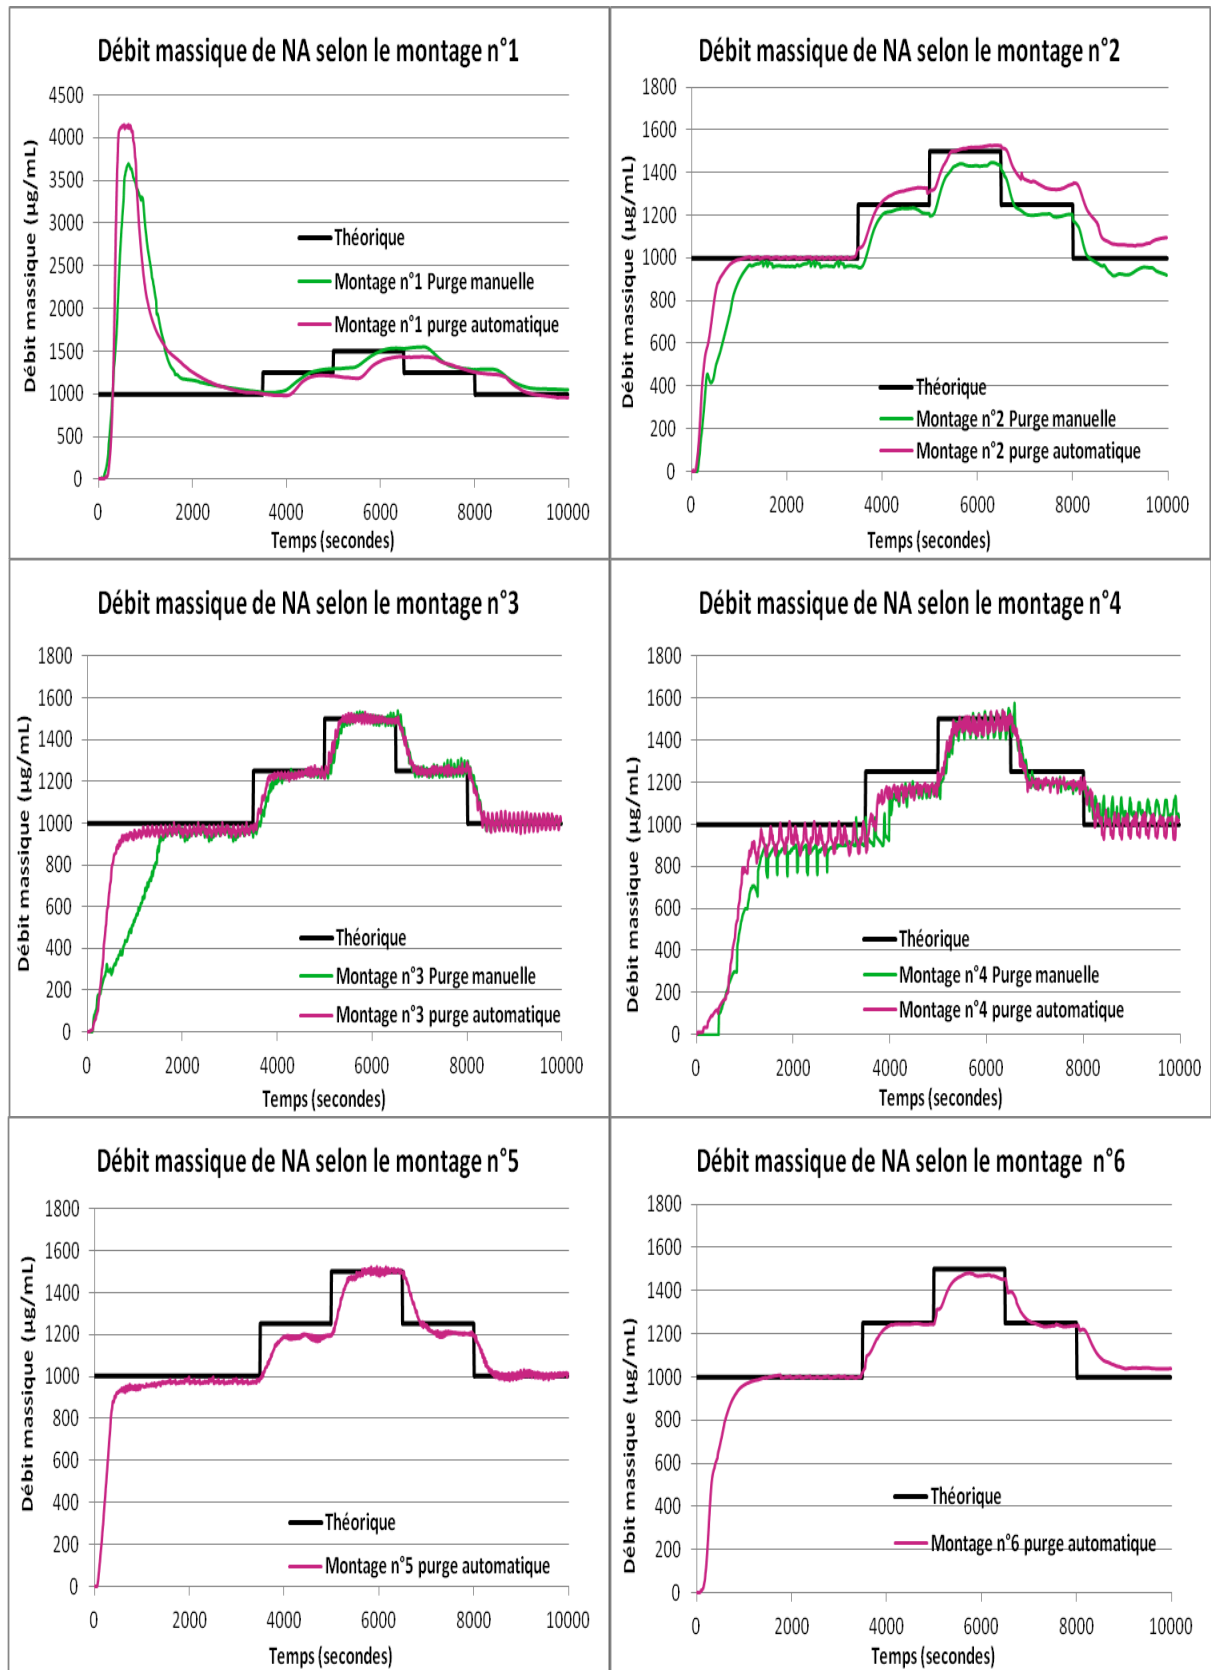 Débit massique de NA selon le montage n°1
Débit massique (µg/mL)
4500
4000
3500
3000
2500
2000
1500
1000
500
0
Théorique
Montage n°1 Purge manuelle
Montage n°1 purge automatique
0 2000 4000 6000 8000 10000
Temps (secondes)
Débit massique de NA selon le montage n°2
Débit massique (µg/mL)
1800
1600
1400
1200
1000
800
600
400
200
0
Théorique
Montage n°2 Purge manuelle
Montage n°2 purge automatique
0 2000 4000 6000 8000 10000
Temps (secondes)
Débit massique de NA selon le montage n°3
Débit massique (µg/mL)
1800
1600
1400
1200
1000
800
600
400
200
0
Théorique
Montage n°3 Purge manuelle
Montage n°3 purge automatique
0 2000 4000 6000 8000 10000
Temps (secondes)
Débit massique de NA selon le montage n°4
Débit massique (µg/mL)
1800
1600
1400
1200
1000
800
600
400
200
0
Théorique
Montage n°4 Purge manuelle
Montage n°4 purge automatique
0 2000 4000 6000 8000 10000
Temps (secondes)
Débit massique de NA selon le montage n°5
Débit massique (µg/mL)
1800
1600
1400
1200
1000
800
600
400
200
0
Théorique
Montage n°5 purge automatique
0 2000 4000 6000 8000 10000
Temps (secondes)
Débit massique de NA selon le montage n°6
Débit massique (µg/mL)
1800
1600
1400
1200
1000
800
600
400
200
0
Théorique
Montage n°6 purge automatique
0 2000 4000 6000 8000 10000
Temps (secondes)